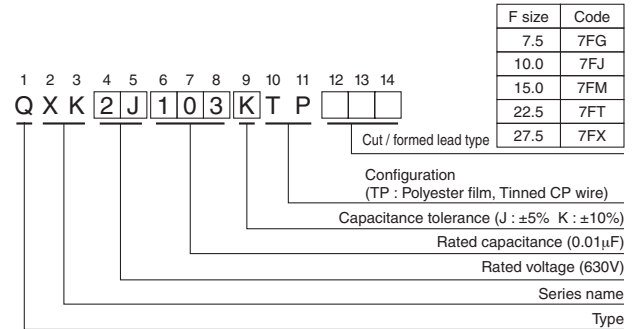 F size Code
7.5 7FG
10.0 7FJ
15.0 7FM
22.5 7FT
27.5 7FX
1 2 3 4 5 6 7 8 9 10 11 12 13 14
Q X K 2 J 1 0 3 K T P
Cut / formed lead type
Configuration
(TP : Polyester film, Tinned CP wire)
Capacitance tolerance (J : ±5% K : ±10%)
Rated capacitance (0.01μF)
Rated voltage (630V)
Series name
Type